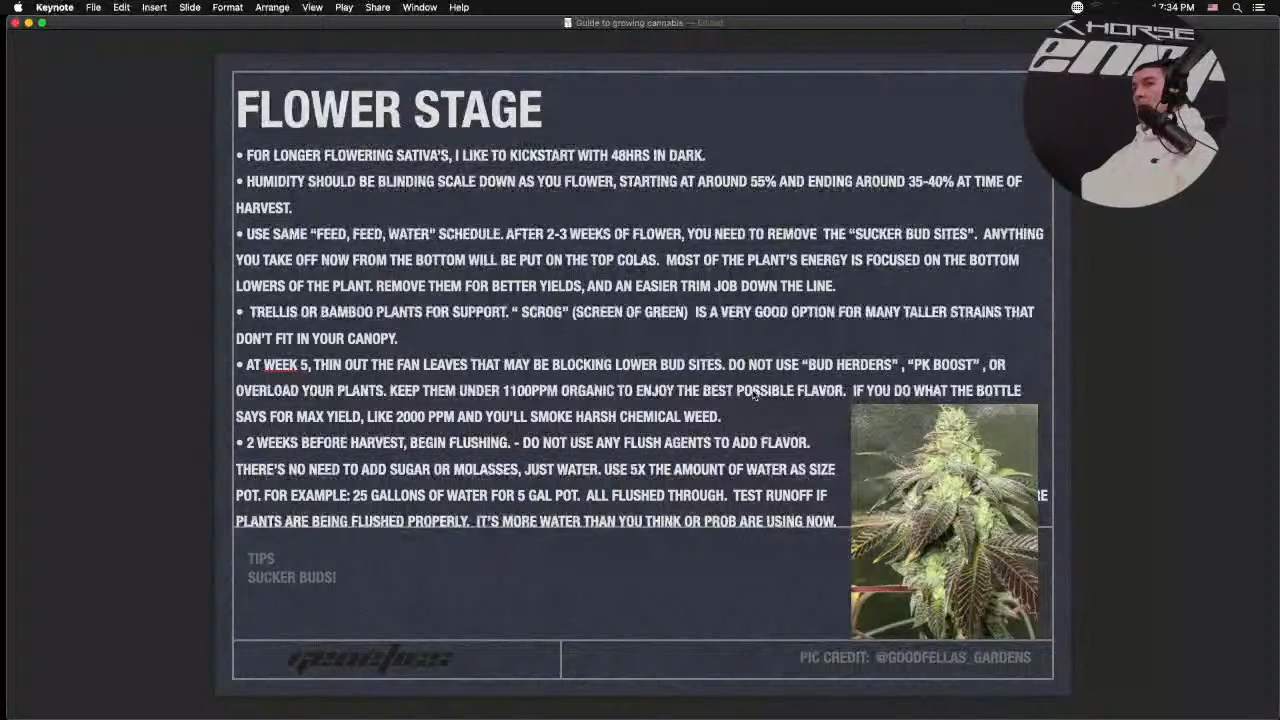 Keynote File Edit Insert Slide Format Arrange View Play Share Window Help 7:34 PM
Guide to growing cannabis — Edited
HORSE
FLOWER STAGE
• FOR LONGER FLOWERING SATIVA'S, I LIKE TO KICKSTART WITH 48HRS IN DARK.
• HUMIDITY SHOULD BE BLINDING SCALE DOWN AS YOU FLOWER, STARTING AT AROUND 55% AND ENDING AROUND 35-40% AT TIME OF
HARVEST.
• USE SAME “FEED, FEED, WATER” SCHEDULE. AFTER 2-3 WEEKS OF FLOWER, YOU NEED TO REMOVE THE “SUCKER BUD SITES”. ANYTHING
YOU TAKE OFF NOW FROM THE BOTTOM WILL BE PUT ON THE TOP COLAS. MOST OF THE PLANT'S ENERGY IS FOCUSED ON THE BOTTOM
LOWERS OF THE PLANT. REMOVE THEM FOR BETTER YIELDS, AND AN EASIER TRIM JOB DOWN THE LINE.
• TRELLIS OR BAMBOO PLANTS FOR SUPPORT. “ SCROG” (SCREEN OF GREEN) IS A VERY GOOD OPTION FOR MANY TALLER STRAINS THAT
DON'T FIT IN YOUR CANOPY.
• AT WEEK 5, THIN OUT THE FAN LEAVES THAT MAY BE BLOCKING LOWER BUD SITES. DO NOT USE “BUD HERDERS” , “PK BOOST” , OR
OVERLOAD YOUR PLANTS. KEEP THEM UNDER 1100PPM ORGANIC TO ENJOY THE BEST POSSIBLE FLAVOR. IF YOU DO WHAT THE BOTTLE
SAYS FOR MAX YIELD, LIKE 2000 PPM AND YOU'LL SMOKE HARSH CHEMICAL WEED.
• 2 WEEKS BEFORE HARVEST, BEGIN FLUSHING. - DO NOT USE ANY FLUSH AGENTS TO ADD FLAVOR.
THERE'S NO NEED TO ADD SUGAR OR MOLASSES, JUST WATER. USE 5X THE AMOUNT OF WATER AS SIZE
POT. FOR EXAMPLE: 25 GALLONS OF WATER FOR 5 GAL POT. ALL FLUSHED THROUGH. TEST RUNOFF IF
PLANTS ARE BEING FLUSHED PROPERLY. IT'S MORE WATER THAN YOU THINK OR PROB ARE USING NOW.
TIPS
SUCKER BUDS!
PIC CREDIT: @GOODFELLAS_GARDENS